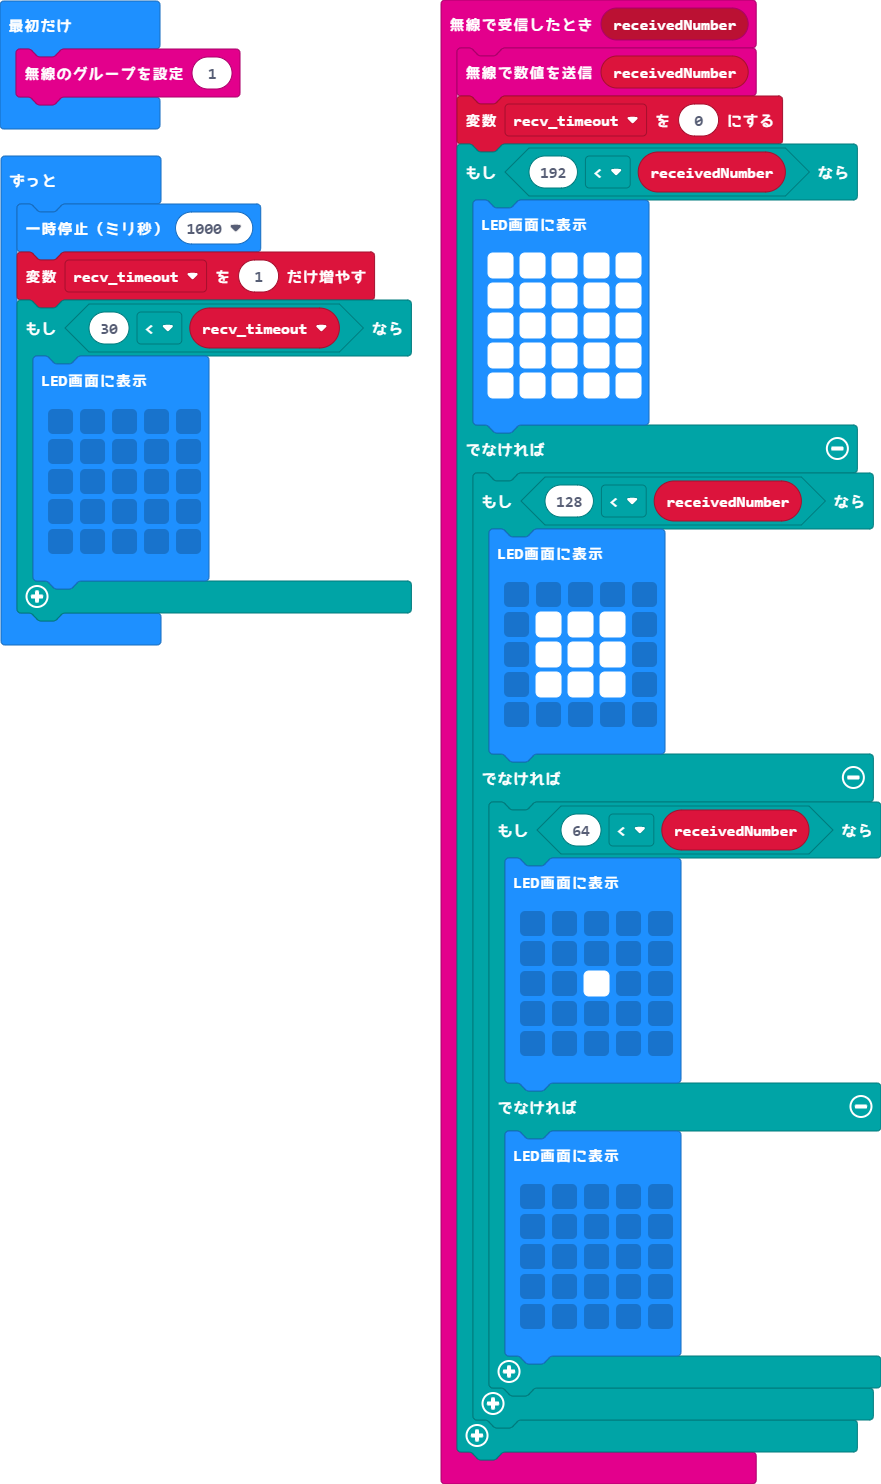 最初だけ
無線のグループを設定 1
ずっと
一時停止（ミリ秒） 1000
変数 recv_timeout を 1 だけ増やす
もし 30 < recv_timeout なら
LED画面に表示
無線で受信したとき receivedNumber
無線で数値を送信 receivedNumber
変数 recv_timeout を 0 にする
もし 192 < receivedNumber なら
LED画面に表示
でなければ
もし 128 < receivedNumber なら
LED画面に表示
でなければ
もし 64 < receivedNumber なら
LED画面に表示
でなければ
LED画面に表示